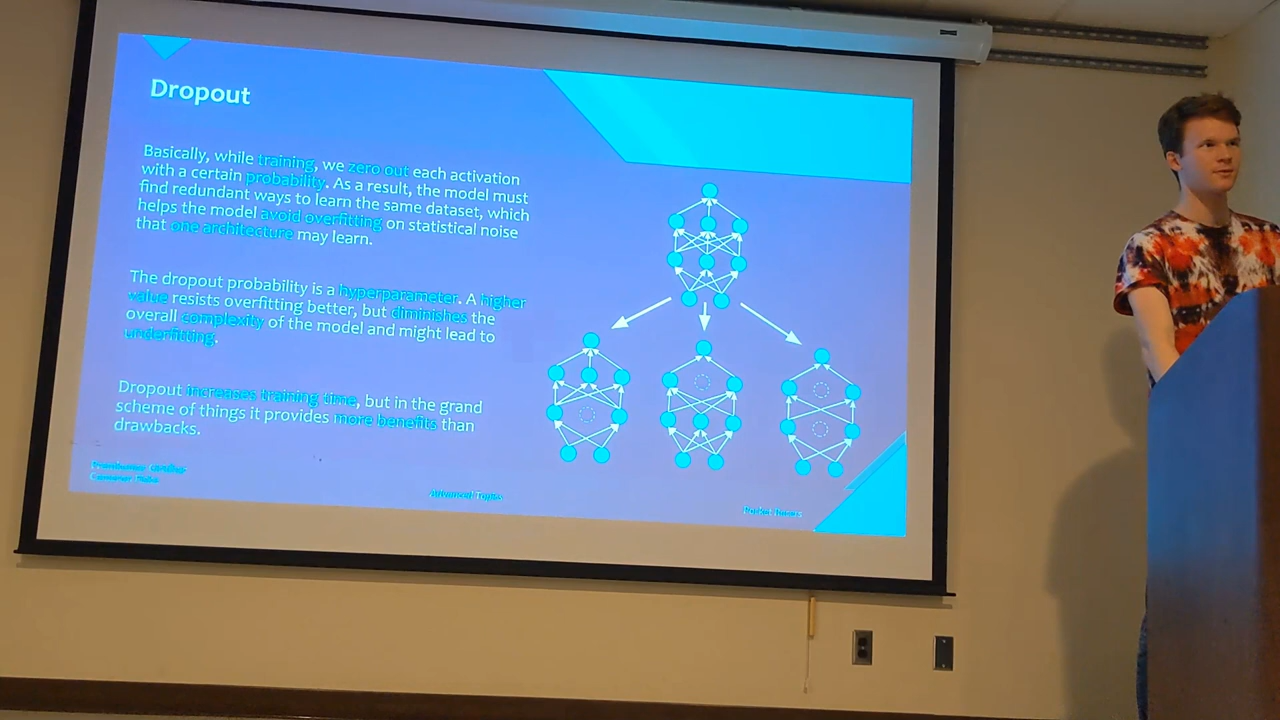 Dropout
Basically, while training, we zero out each activation
with a certain probability. As a result, the model must
find redundant ways to learn the same dataset, which
helps the model avoid overfitting on statistical noise
that one architecture may learn.
The dropout probability is a hyperparameter. A higher
value resists overfitting better, but diminishes the
overall complexity of the model and might lead to
underfitting.
Dropout increases training time, but in the grand
scheme of things it provides more benefits than
drawbacks.
Advanced Topics